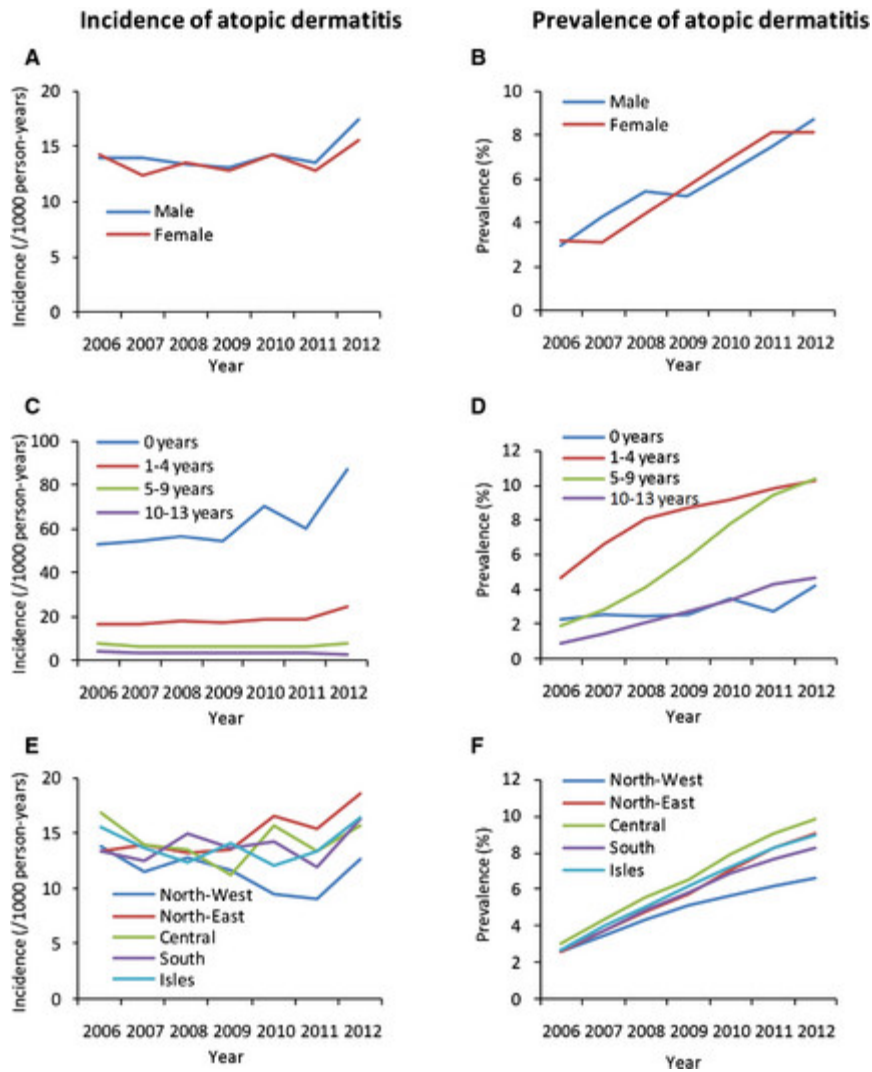 Incidence of atopic dermatitis
Prevalence of atopic dermatitis
A
Incidence (/1000 person-years)
20
15
10
5
0
Male
Female
2006 2007 2008 2009 2010 2011 2012
Year
B
Prevalence (%)
10
8
6
4
2
0
Male
Female
2006 2007 2008 2009 2010 2011 2012
Year
C
Incidence (/1000 person-years)
100
80
60
40
20
0
0 years
1-4 years
5-9 years
10-13 years
2006 2007 2008 2009 2010 2011 2012
Year
D
Prevalence (%)
12
10
8
6
4
2
0
0 years
1-4 years
5-9 years
10-13 years
2006 2007 2008 2009 2010 2011 2012
Year
E
Incidence (/1000 person-years)
20
15
10
5
0
North-West
North-East
Central
South
Isles
2006 2007 2008 2009 2010 2011 2012
Year
F
Prevalence (%)
12
10
8
6
4
2
0
North-West
North-East
Central
South
Isles
2006 2007 2008 2009 2010 2011 2012
Year